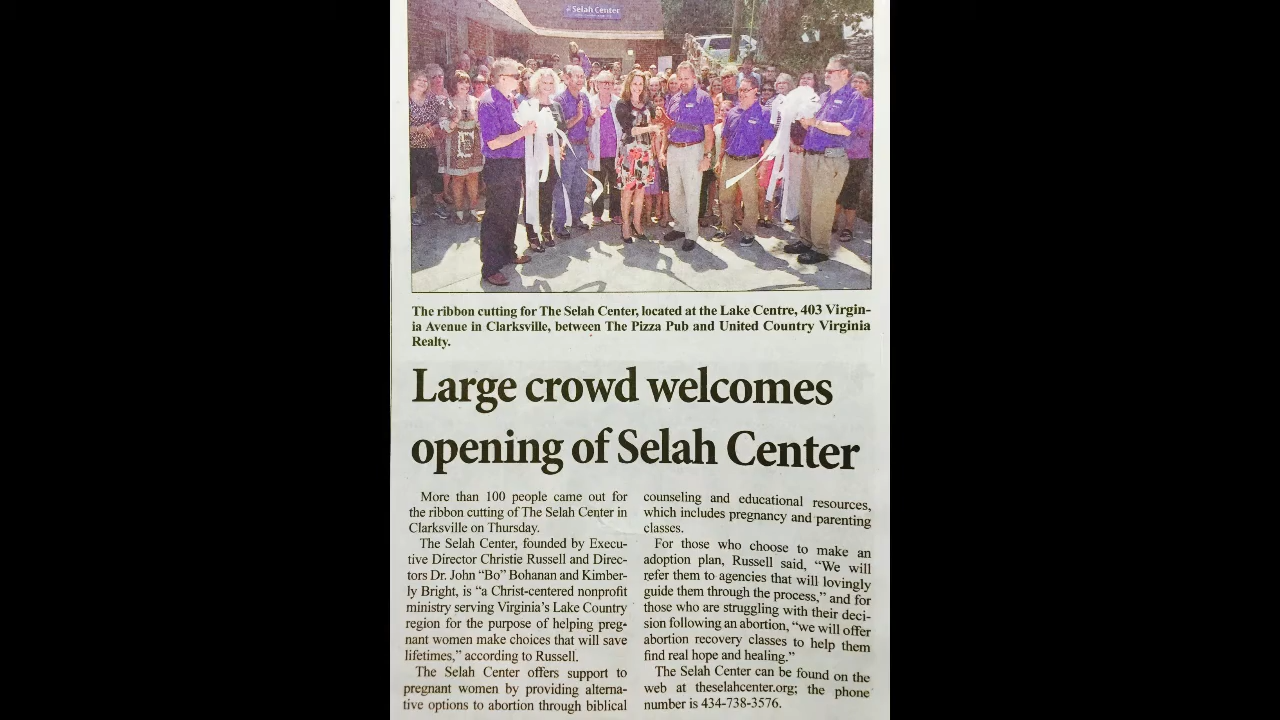 Selah Center
The ribbon cutting for The Selah Center, located at the Lake Centre, 403 Virgin-
ia Avenue in Clarksville, between The Pizza Pub and United Country Virginia
Realty.
Large crowd welcomes
opening of Selah Center
More than 100 people came out for
the ribbon cutting of The Selah Center in
Clarksville on Thursday.
The Selah Center, founded by Execu-
tive Director Christie Russell and Direc-
tors Dr. John “Bo” Bohanan and Kimber-
ly Bright, is “a Christ-centered nonprofit
ministry serving Virginia’s Lake Country
region for the purpose of helping preg-
nant women make choices that will save
lifetimes,” according to Russell.
The Selah Center offers support to
pregnant women by providing alterna-
tive options to abortion through biblical
counseling and educational resources,
which includes pregnancy and parenting
classes.
For those who choose to make an
adoption plan, Russell said, “We will
refer them to agencies that will lovingly
guide them through the process,” and for
those who are struggling with their deci-
sion following an abortion, “we will offer
abortion recovery classes to help them
find real hope and healing.”
The Selah Center can be found on the
web at theselahcenter.org; the phone
number is 434-738-3576.